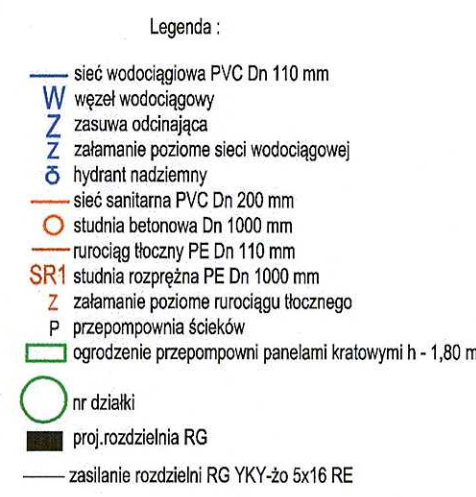 Legenda :
sieć wodociągiowa PVC Dn 110 mm
W węzeł wodociągowy
Z zasuwa odcinająca
Z załamanie poziome sieci wodociągowej
hydrant nadziemny
sieć sanitarna PVC Dn 200 mm
studnia betonowa Dn 1000 mm
rurociąg tłoczny PE Dn 110 mm
SR1 studnia rozprężna PE Dn 1000 mm
Z załamanie poziome rurociągu tłocznego
P przepompownia ścieków
ogrodzenie przepompowni panelami kratowymi h - 1,80 m
nr działki
proj.rozdzielnia RG
zasilanie rozdzielni RG YKY-żo 5x16 RE